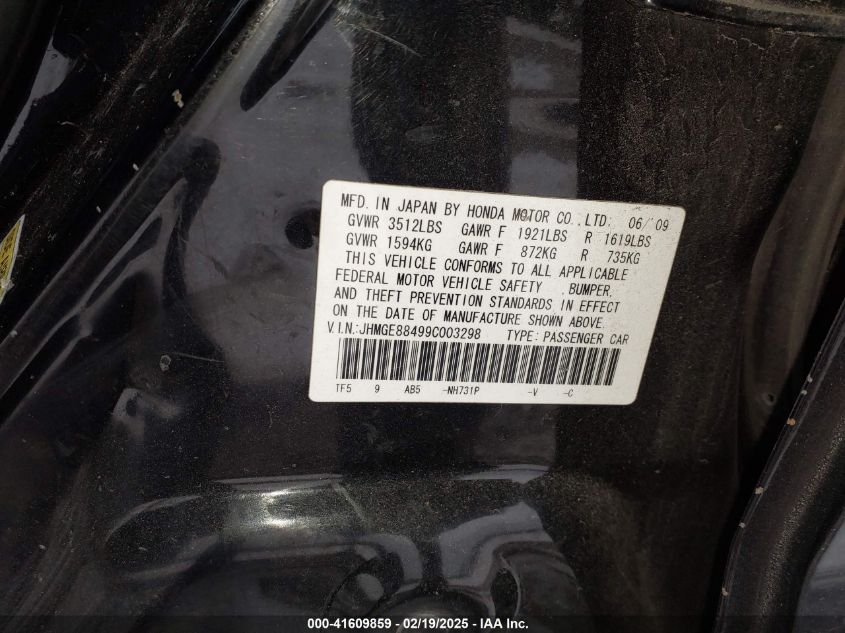 MFD. IN JAPAN BY HONDA MOTOR CO.,LTD. 06/'09
GVWR 3512LBS GAWR F 1921LBS R 1619LBS
GVWR 1594KG GAWR F 872KG R 735KG
THIS VEHICLE CONFORMS TO ALL APPLICABLE
FEDERAL MOTOR VEHICLE SAFETY , BUMPER,
AND THEFT PREVENTION STANDARDS IN EFFECT
ON THE DATE OF MANUFACTURE SHOWN ABOVE.
V.I.N.:JHMGE88499C003298 TYPE: PASSENGER CAR
TF5 9 AB5 -NH731P -V -C
000-41609859 - 02/19/2025 - IAA Inc.